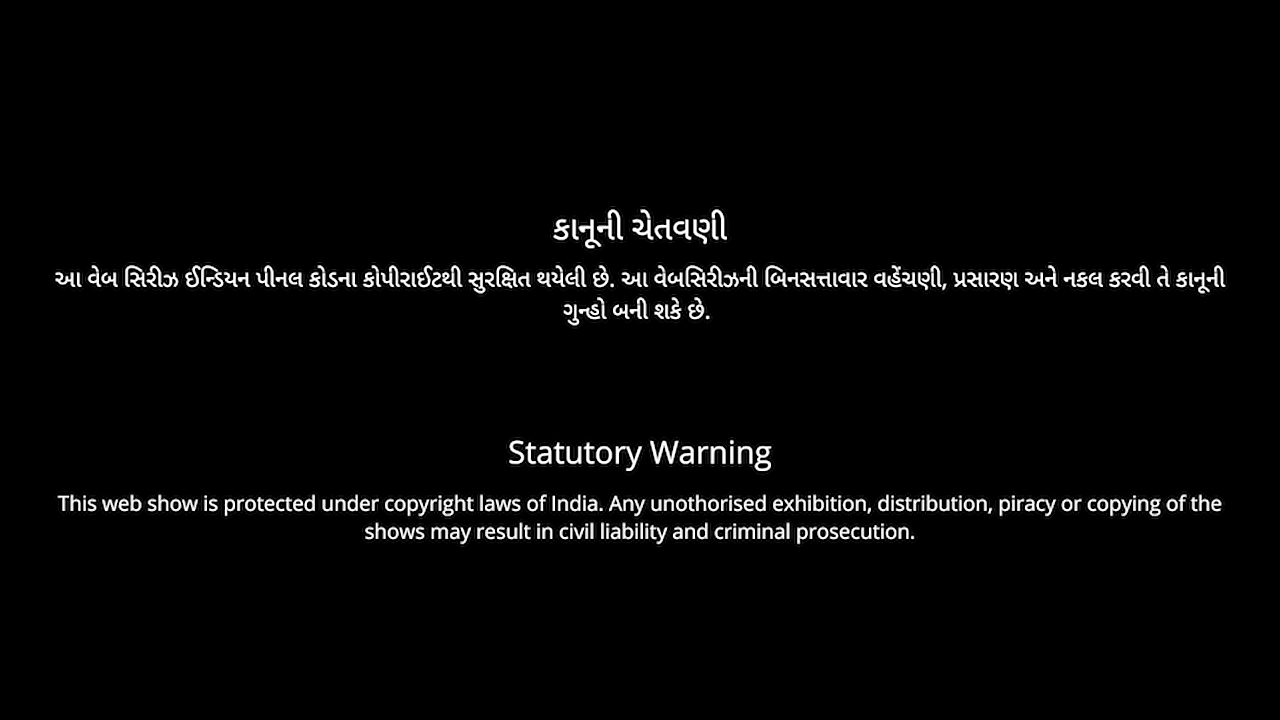 કાનૂની ચેતવણી
આ વેબ સિરીઝ ઈન્ડિયન પીનલ કોડના કોપીરાઈટથી સુરક્ષિત થયેલી છે. આ વેબસિરીઝની બિનસત્તાવાર વહેંચણી, પ્રસારણ અને નકલ કરવી તે કાનૂની
ગુન્હો બની શકે છે.
Statutory Warning
This web show is protected under copyright laws of India. Any unothorised exhibition, distribution, piracy or copying of the
shows may result in civil liability and criminal prosecution.